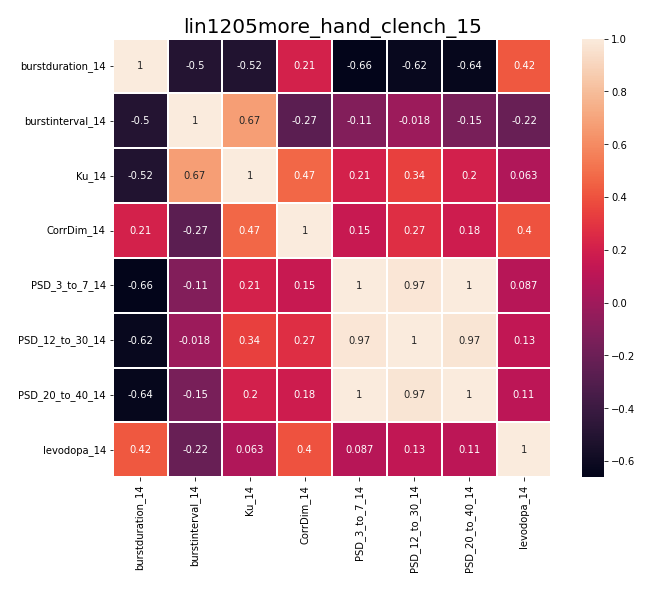 lin1205more_hand_clench_15
burstduration_14 1 -0.5 -0.52 0.21 -0.66 -0.62 -0.64 0.42
burstinterval_14 -0.5 1 0.67 -0.27 -0.11 -0.018 -0.15 -0.22
Ku_14 -0.52 0.67 1 0.47 0.21 0.34 0.2 0.063
CorrDim_14 0.21 -0.27 0.47 1 0.15 0.27 0.18 0.4
PSD_3_to_7_14 -0.66 -0.11 0.21 0.15 1 0.97 1 0.087
PSD_12_to_30_14 -0.62 -0.018 0.34 0.27 0.97 1 0.97 0.13
PSD_20_to_40_14 -0.64 -0.15 0.2 0.18 1 0.97 1 0.11
levodopa_14 0.42 -0.22 0.063 0.4 0.087 0.13 0.11 1
burstduration_14
burstinterval_14
Ku_14
CorrDim_14
PSD_3_to_7_14
PSD_12_to_30_14
PSD_20_to_40_14
levodopa_14
1.0
0.8
0.6
0.4
0.2
0.0
−0.2
−0.4
−0.6